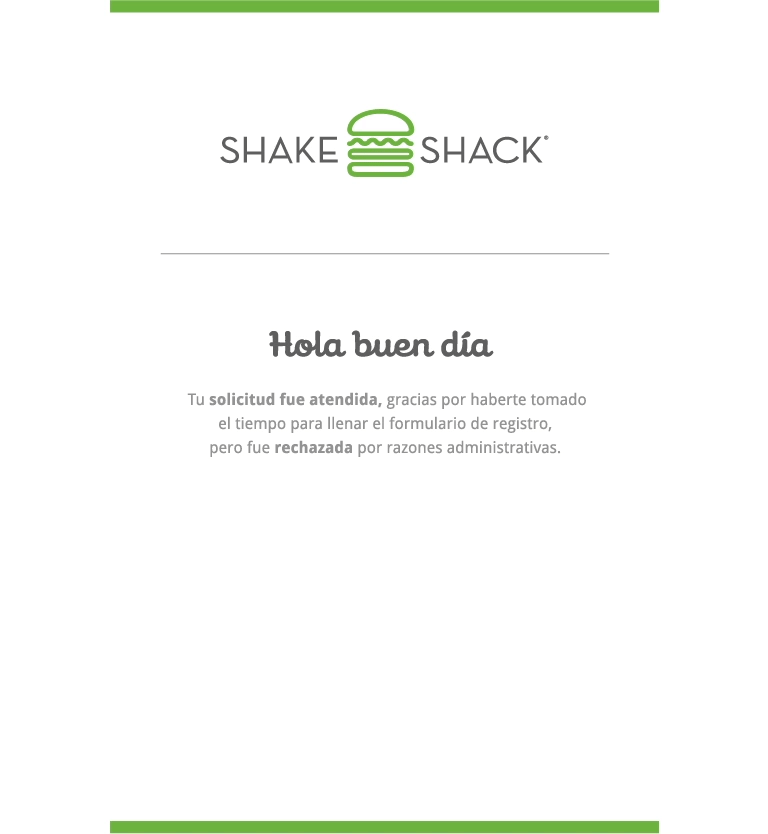 SHAKE SHACK®
Hola buen día
Tu solicitud fue atendida, gracias por haberte tomado
el tiempo para llenar el formulario de registro,
pero fue rechazada por razones administrativas.